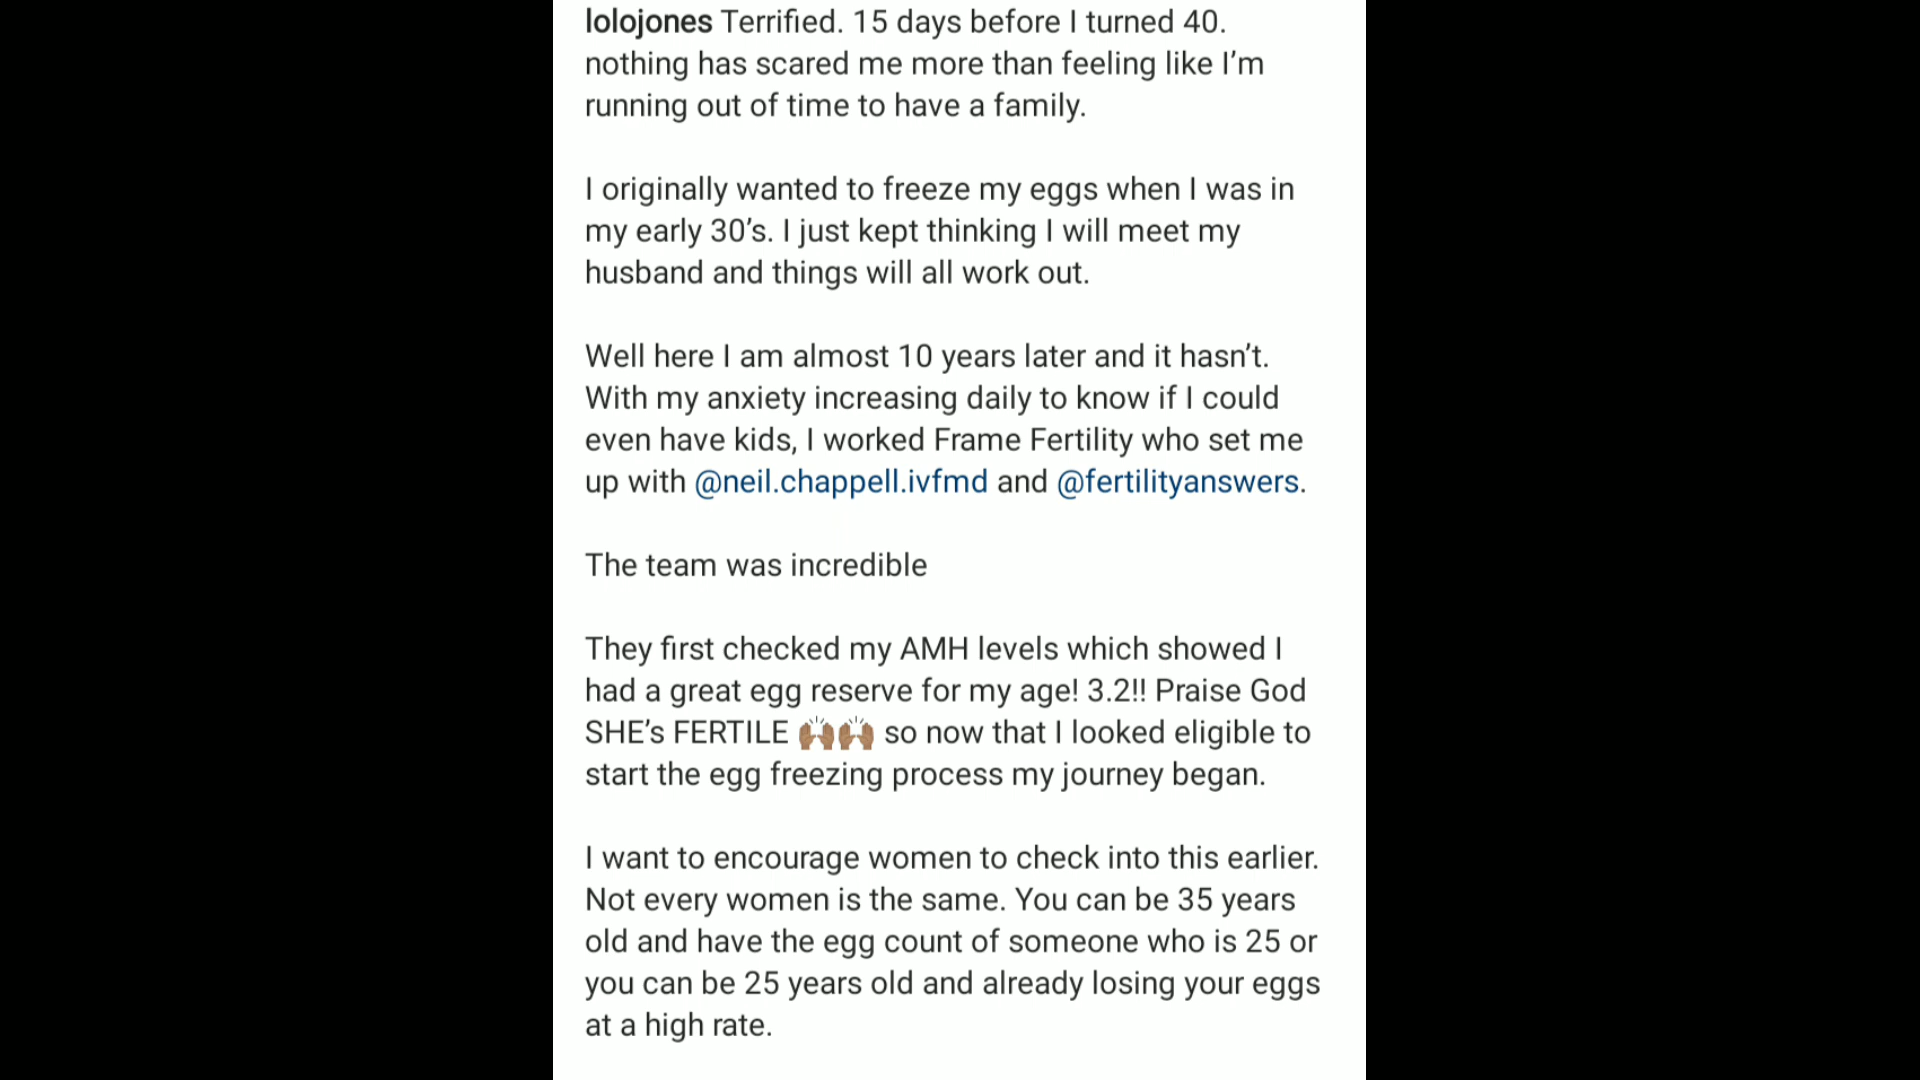 lolojones Terrified. 15 days before I turned 40.
nothing has scared me more than feeling like I’m
running out of time to have a family.
I originally wanted to freeze my eggs when I was in
my early 30’s. I just kept thinking I will meet my
husband and things will all work out.
Well here I am almost 10 years later and it hasn’t.
With my anxiety increasing daily to know if I could
even have kids, I worked Frame Fertility who set me
up with @neil.chappell.ivfmd and @fertilityanswers.
The team was incredible
They first checked my AMH levels which showed I
had a great egg reserve for my age! 3.2!! Praise God
SHE’s FERTILE 🙌🏽🙌🏽 so now that I looked eligible to
start the egg freezing process my journey began.
I want to encourage women to check into this earlier.
Not every women is the same. You can be 35 years
old and have the egg count of someone who is 25 or
you can be 25 years old and already losing your eggs
at a high rate.